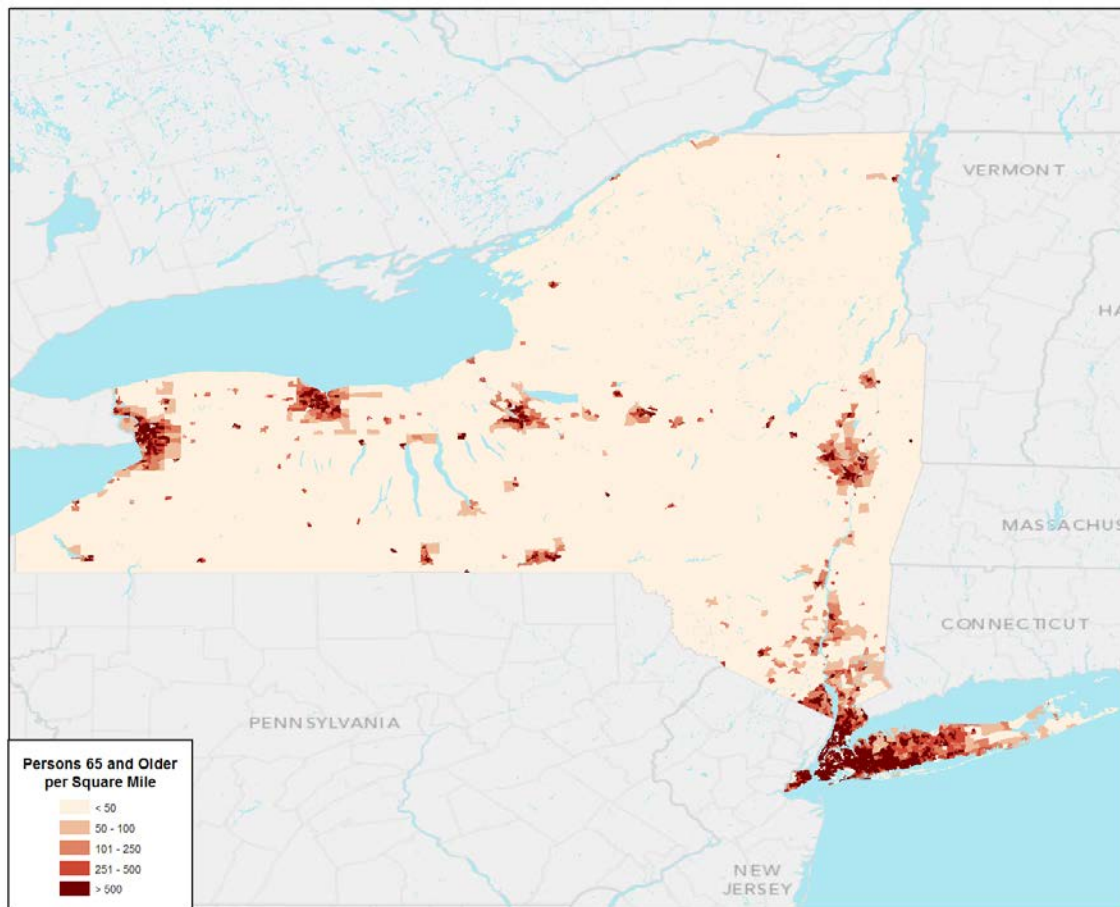 VERMONT
HA
MASSACHUS
CONNECTICUT
PENNSYLVANIA
NEW
JERSEY
Persons 65 and Older
per Square Mile
< 50
50 - 100
101 - 250
251 - 500
> 500